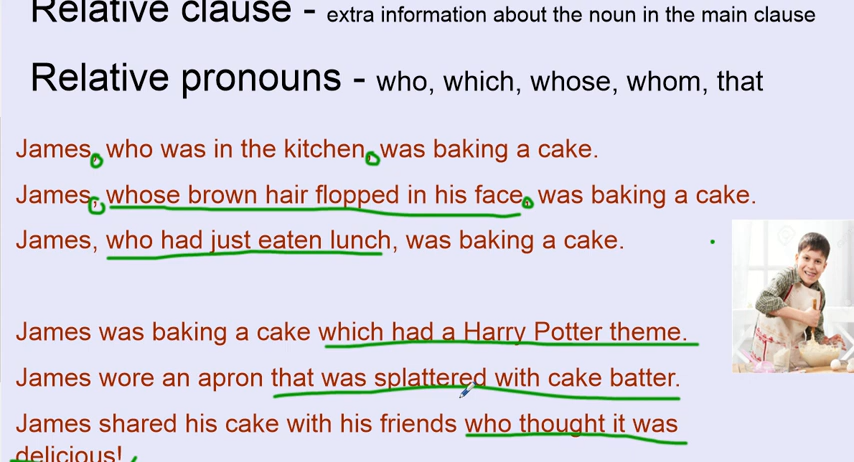 Relative clause - extra information about the noun in the main clause
Relative pronouns - who, which, whose, whom, that
James, who was in the kitchen, was baking a cake.
James, whose brown hair flopped in his face, was baking a cake.
James, who had just eaten lunch, was baking a cake.
James was baking a cake which had a Harry Potter theme.
James wore an apron that was splattered with cake batter.
James shared his cake with his friends who thought it was
delicious!